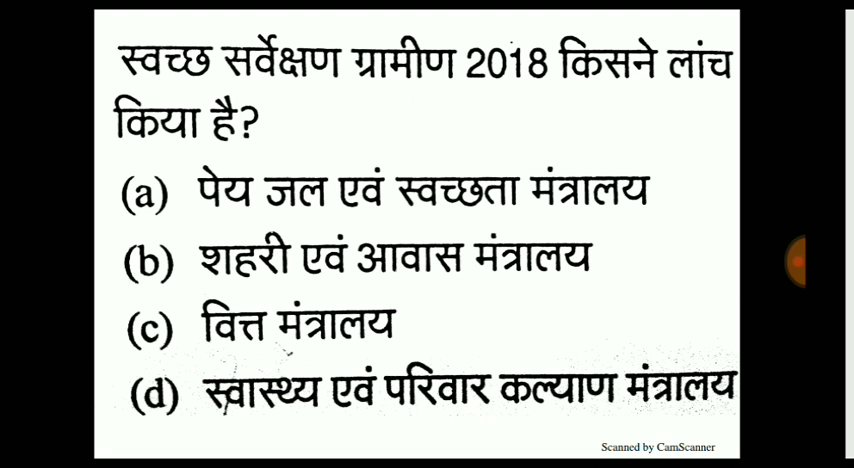 स्वच्छ सर्वेक्षण ग्रामीण 2018 किसने लांच
किया है?
(a) पेय जल एवं स्वच्छता मंत्रालय
(b) शहरी एवं आवास मंत्रालय
(c) वित्त मंत्रालय
(d) स्वास्थ्य एवं परिवार कल्याण मंत्रालय
Scanned by CamScanner